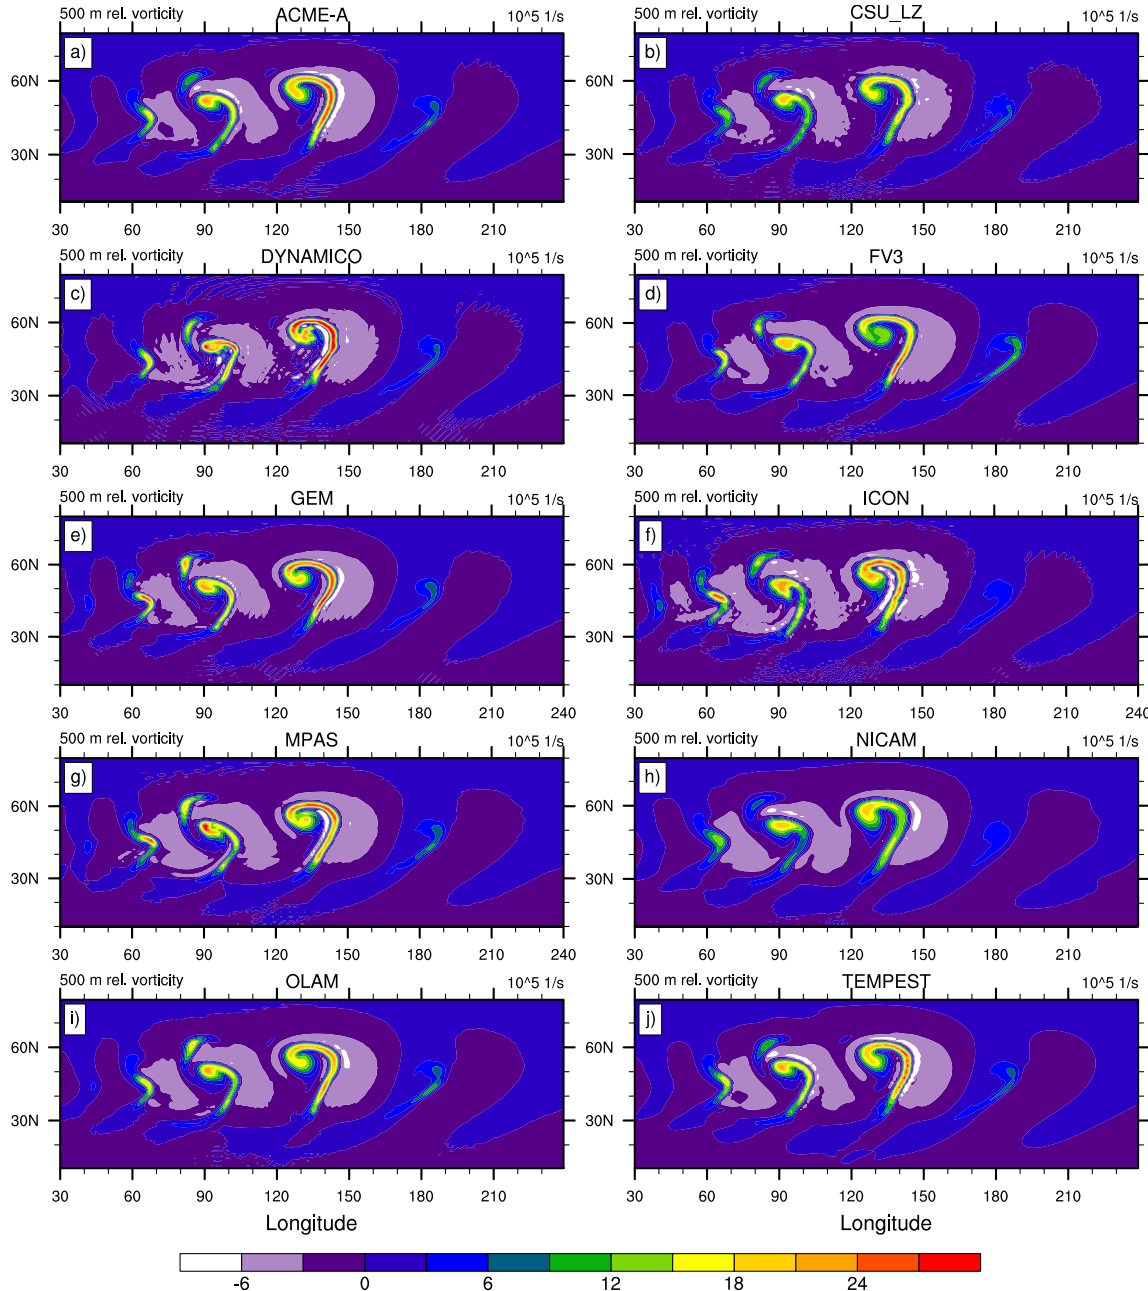 500 m rel. vorticity ACME-A 10^5 1/s
a)
60N
30N
30 60 90 120 150 180 210
500 m rel. vorticity CSU_LZ 10^5 1/s
b)
60N
30N
30 60 90 120 150 180 210
500 m rel. vorticity DYNAMICO 10^5 1/s
c)
60N
30N
30 60 90 120 150 180 210
500 m rel. vorticity FV3 10^5 1/s
d)
60N
30N
30 60 90 120 150 180 210
500 m rel. vorticity GEM 10^5 1/s
e)
60N
30N
30 60 90 120 150 180 210 240
500 m rel. vorticity ICON 10^5 1/s
f)
60N
30N
30 60 90 120 150 180 210 240
500 m rel. vorticity MPAS 10^5 1/s
g)
60N
30N
30 60 90 120 150 180 210 240
500 m rel. vorticity NICAM 10^5 1/s
h)
60N
30N
30 60 90 120 150 180 210
500 m rel. vorticity OLAM 10^5 1/s
i)
60N
30N
30 60 90 120 150 180 210
Longitude
500 m rel. vorticity TEMPEST 10^5 1/s
j)
60N
30N
30 60 90 120 150 180 210
Longitude
-6 0 6 12 18 24